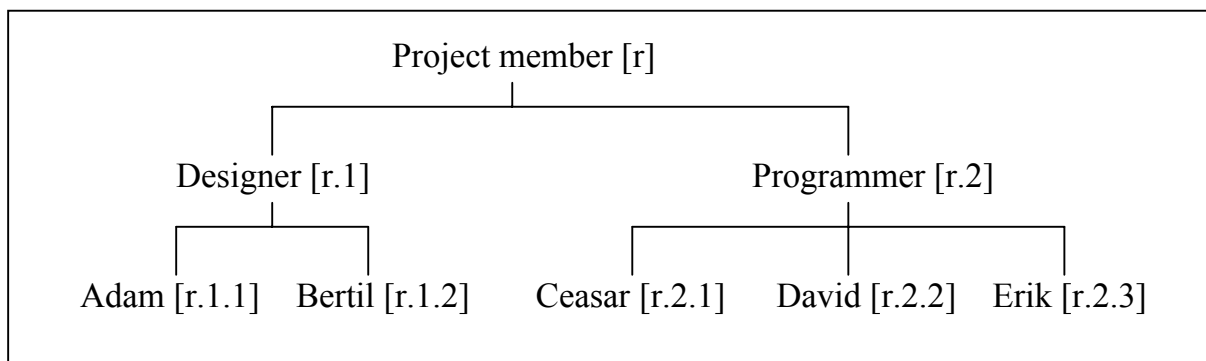 Project member [r]
Designer [r.1] Programmer [r.2]
Adam [r.1.1] Bertil [r.1.2] Ceasar [r.2.1] David [r.2.2] Erik [r.2.3]